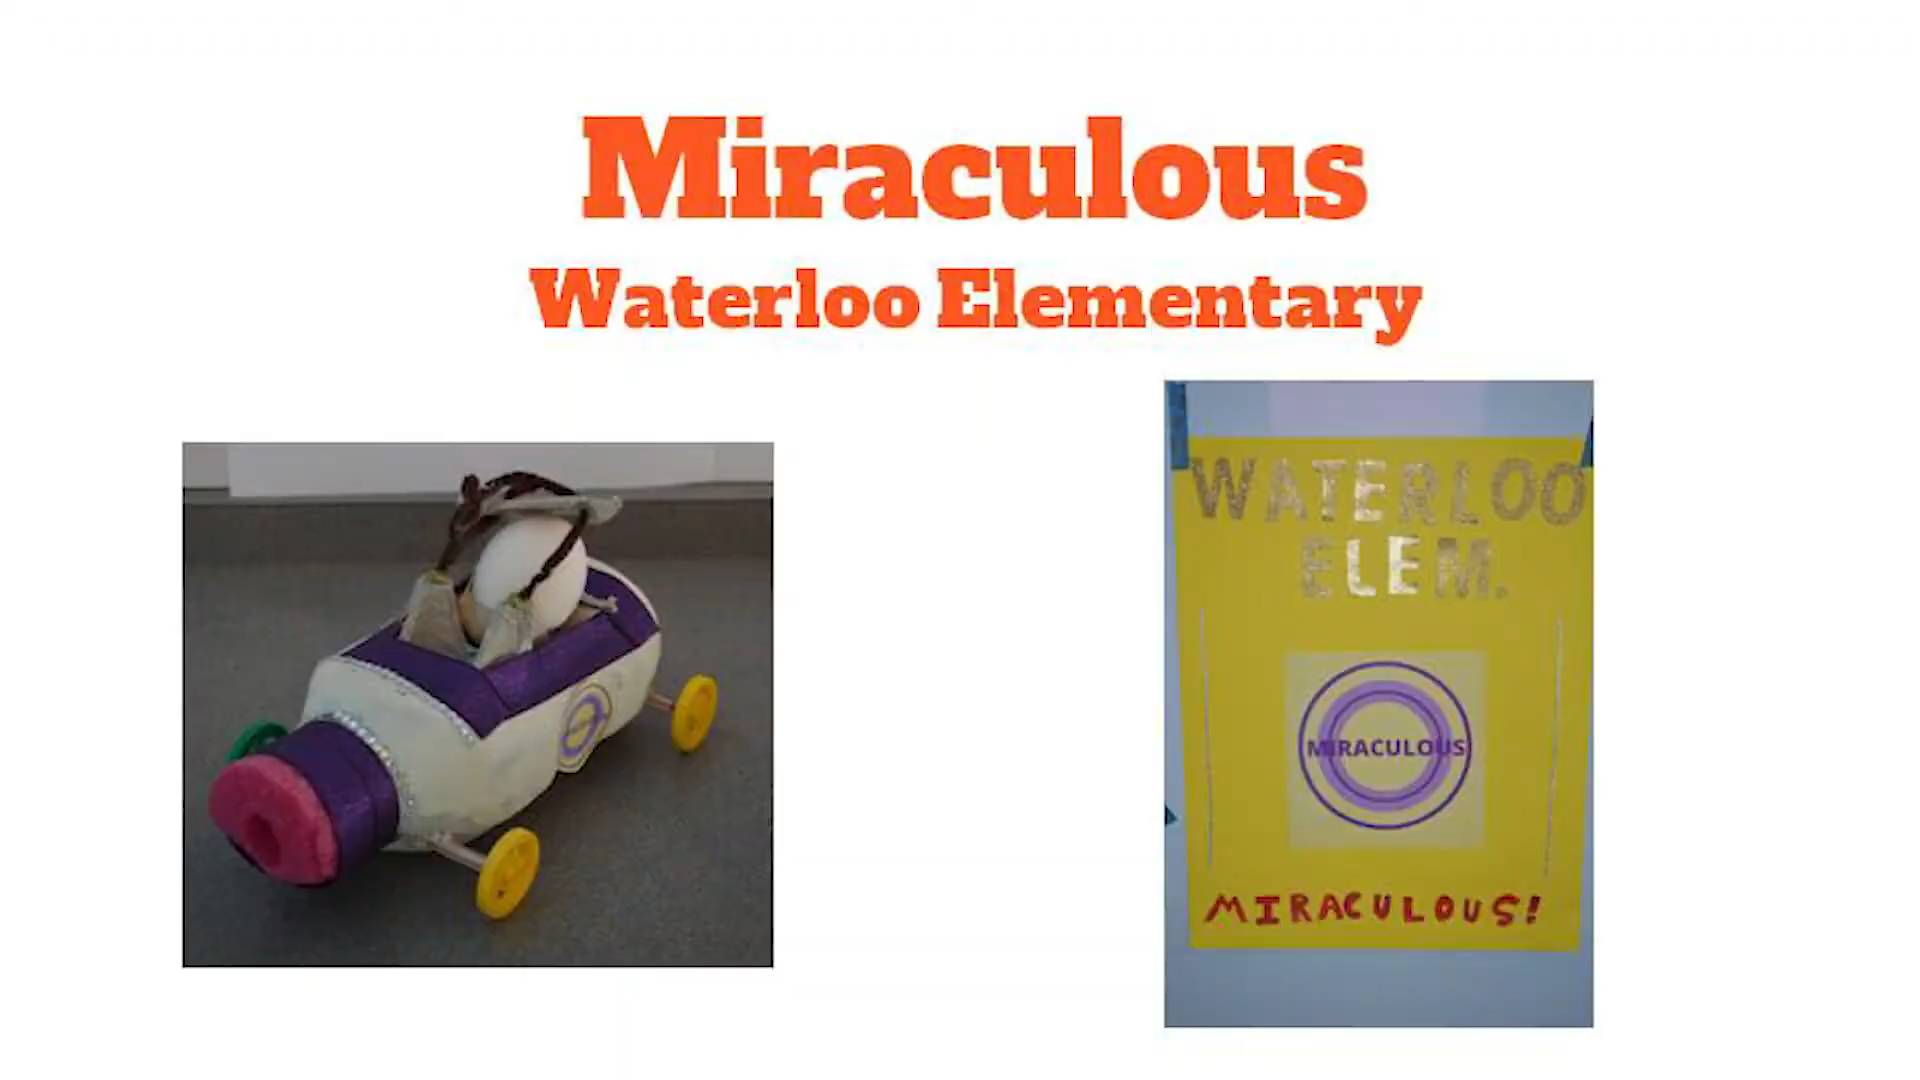 Miraculous
Waterloo Elementary
WATERLOO
ELEM.
MIRACULOUS
MIRACULOUS!